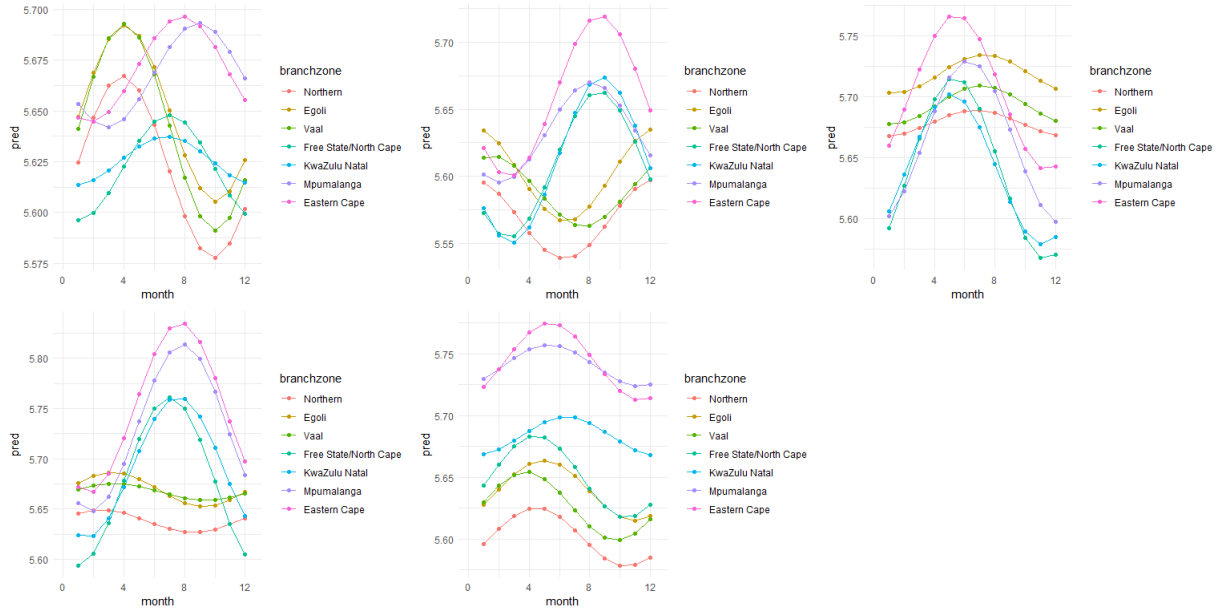 5.700
5.675
5.650
5.625
5.600
5.575
pred
0
4
8
12
month
branchzone
Northern
Egoli
Vaal
Free State/North Cape
KwaZulu Natal
Mpumalanga
Eastern Cape
5.70
5.65
5.60
5.55
pred
0
4
8
12
month
branchzone
Northern
Egoli
Vaal
Free State/North Cape
KwaZulu Natal
Mpumalanga
Eastern Cape
5.75
5.70
5.65
5.60
pred
0
4
8
12
month
branchzone
Northern
Egoli
Vaal
Free State/North Cape
KwaZulu Natal
Mpumalanga
Eastern Cape
5.80
5.75
5.70
5.65
5.60
pred
0
4
8
12
month
branchzone
Northern
Egoli
Vaal
Free State/North Cape
KwaZulu Natal
Mpumalanga
Eastern Cape
5.75
5.70
5.65
5.60
pred
0
4
8
12
month
branchzone
Northern
Egoli
Vaal
Free State/North Cape
KwaZulu Natal
Mpumalanga
Eastern Cape